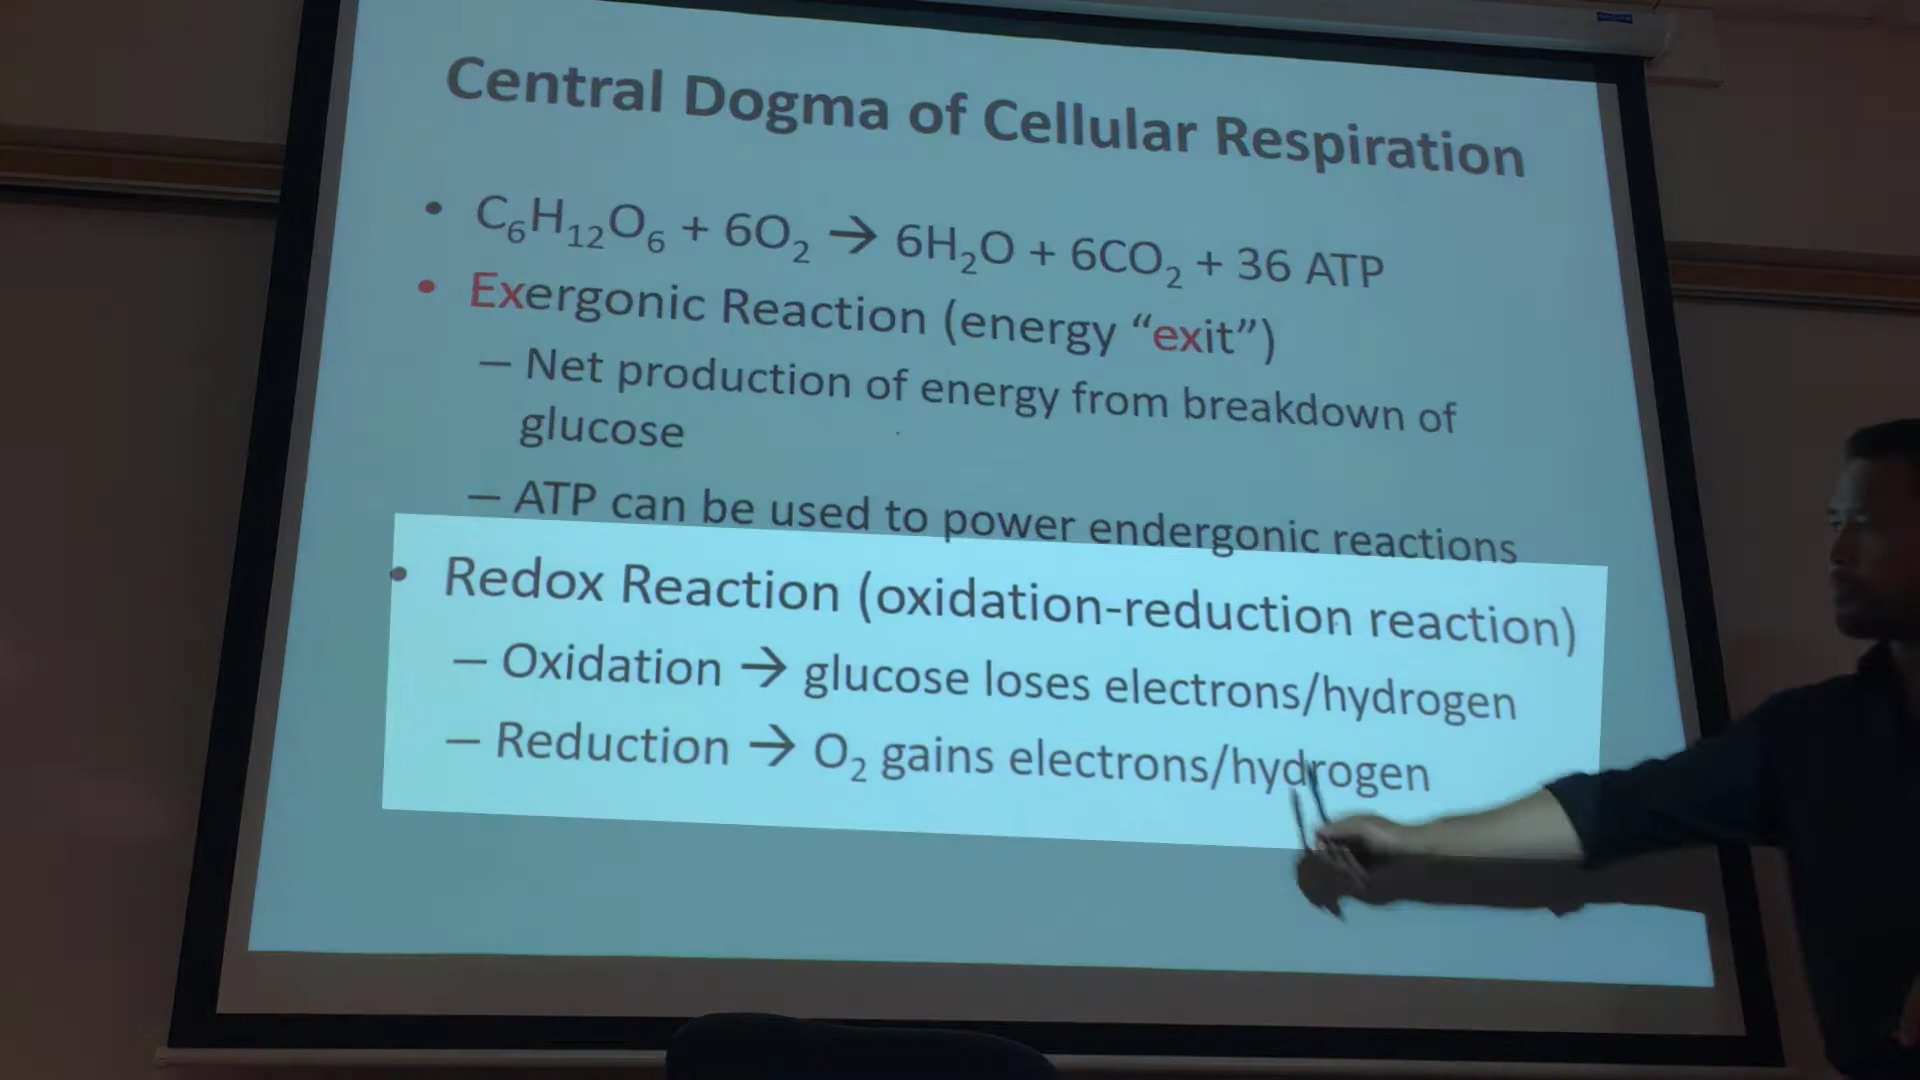 Central Dogma of Cellular Respiration
• C₆H₁₂O₆ + 6O₂ → 6H₂O + 6CO₂ + 36 ATP
• Exergonic Reaction (energy “exit”)
– Net production of energy from breakdown of
glucose
– ATP can be used to power endergonic reactions
• Redox Reaction (oxidation-reduction reaction)
– Oxidation → glucose loses electrons/hydrogen
– Reduction → O₂ gains electrons/hydrogen